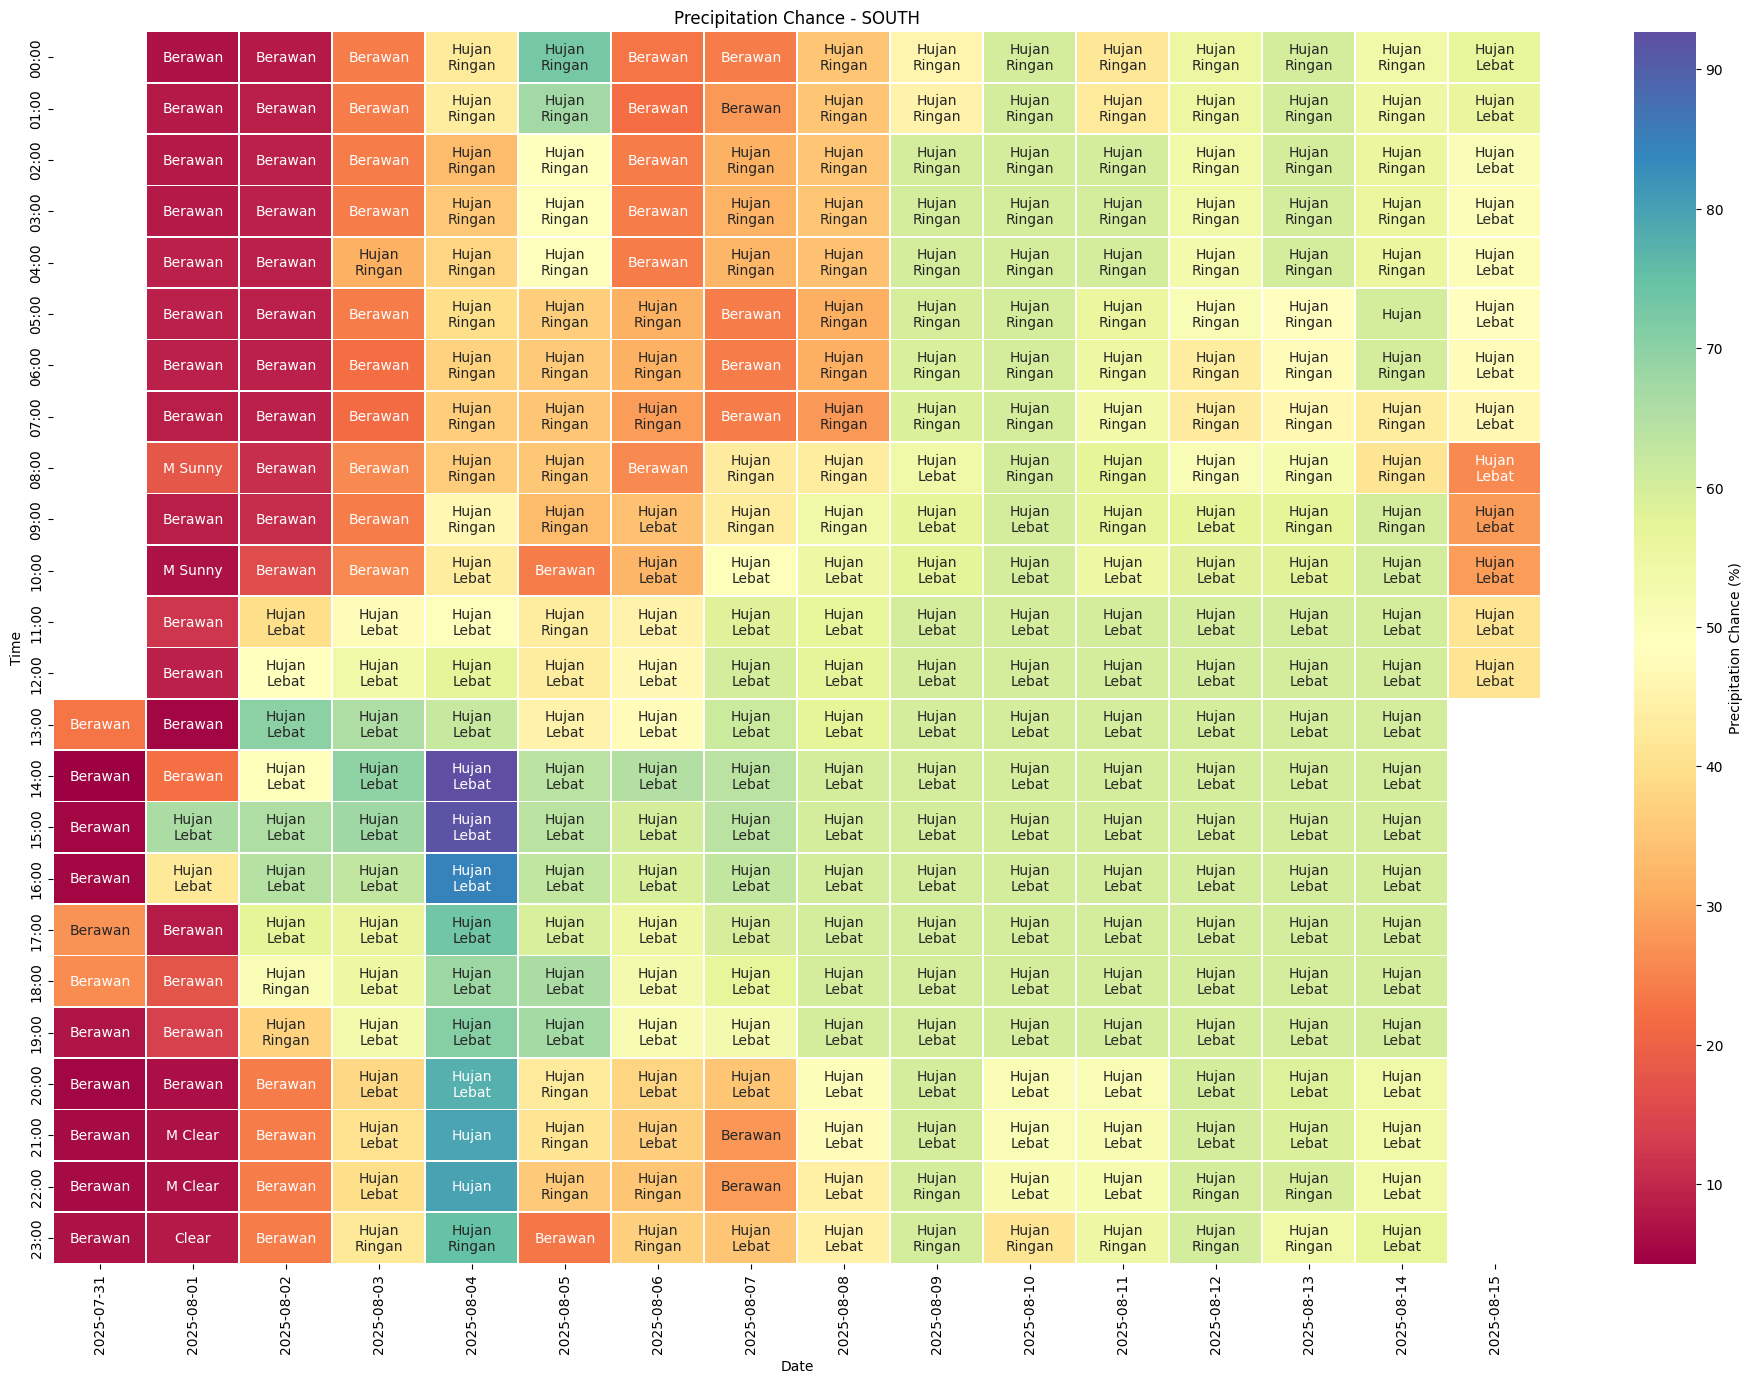 Precipitation Chance - SOUTH
00:00 Berawan Berawan Berawan Hujan Ringan Hujan Ringan Berawan Berawan Hujan Ringan Hujan Ringan Hujan Ringan Hujan Ringan Hujan Ringan Hujan Ringan Hujan Ringan Hujan Lebat
01:00 Berawan Berawan Berawan Hujan Ringan Hujan Ringan Berawan Berawan Hujan Ringan Hujan Ringan Hujan Ringan Hujan Ringan Hujan Ringan Hujan Ringan Hujan Ringan Hujan Lebat
02:00 Berawan Berawan Berawan Hujan Ringan Hujan Ringan Berawan Hujan Ringan Hujan Ringan Hujan Ringan Hujan Ringan Hujan Ringan Hujan Ringan Hujan Ringan Hujan Ringan Hujan Lebat
03:00 Berawan Berawan Berawan Hujan Ringan Hujan Ringan Berawan Hujan Ringan Hujan Ringan Hujan Ringan Hujan Ringan Hujan Ringan Hujan Ringan Hujan Ringan Hujan Ringan Hujan Lebat
04:00 Berawan Berawan Hujan Ringan Hujan Ringan Hujan Ringan Berawan Hujan Ringan Hujan Ringan Hujan Ringan Hujan Ringan Hujan Ringan Hujan Ringan Hujan Ringan Hujan Ringan Hujan Lebat
05:00 Berawan Berawan Berawan Hujan Ringan Hujan Ringan Hujan Ringan Berawan Hujan Ringan Hujan Ringan Hujan Ringan Hujan Ringan Hujan Ringan Hujan Ringan Hujan Hujan Lebat
06:00 Berawan Berawan Berawan Hujan Ringan Hujan Ringan Hujan Ringan Berawan Hujan Ringan Hujan Ringan Hujan Ringan Hujan Ringan Hujan Ringan Hujan Ringan Hujan Ringan Hujan Lebat
07:00 Berawan Berawan Berawan Hujan Ringan Hujan Ringan Hujan Ringan Berawan Hujan Ringan Hujan Ringan Hujan Ringan Hujan Ringan Hujan Ringan Hujan Ringan Hujan Ringan Hujan Lebat
08:00 M Sunny Berawan Berawan Hujan Ringan Hujan Ringan Berawan Hujan Ringan Hujan Ringan Hujan Lebat Hujan Ringan Hujan Ringan Hujan Ringan Hujan Ringan Hujan Ringan Hujan Lebat
09:00 Berawan Berawan Berawan Hujan Ringan Hujan Ringan Hujan Lebat Hujan Ringan Hujan Ringan Hujan Lebat Hujan Lebat Hujan Ringan Hujan Lebat Hujan Ringan Hujan Ringan Hujan Lebat
10:00 M Sunny Berawan Berawan Hujan Lebat Berawan Hujan Lebat Hujan Lebat Hujan Lebat Hujan Lebat Hujan Lebat Hujan Lebat Hujan Lebat Hujan Lebat Hujan Lebat Hujan Lebat
11:00 Berawan Hujan Lebat Hujan Lebat Hujan Lebat Hujan Ringan Hujan Lebat Hujan Lebat Hujan Lebat Hujan Lebat Hujan Lebat Hujan Lebat Hujan Lebat Hujan Lebat Hujan Lebat Hujan Lebat
12:00 Berawan Hujan Lebat Hujan Lebat Hujan Lebat Hujan Lebat Hujan Lebat Hujan Lebat Hujan Lebat Hujan Lebat Hujan Lebat Hujan Lebat Hujan Lebat Hujan Lebat Hujan Lebat Hujan Lebat
13:00 Berawan Berawan Hujan Lebat Hujan Lebat Hujan Lebat Hujan Lebat Hujan Lebat Hujan Lebat Hujan Lebat Hujan Lebat Hujan Lebat Hujan Lebat Hujan Lebat Hujan Lebat Hujan Lebat
14:00 Berawan Berawan Hujan Lebat Hujan Lebat Hujan Lebat Hujan Lebat Hujan Lebat Hujan Lebat Hujan Lebat Hujan Lebat Hujan Lebat Hujan Lebat Hujan Lebat Hujan Lebat Hujan Lebat
15:00 Berawan Hujan Lebat Hujan Lebat Hujan Lebat Hujan Lebat Hujan Lebat Hujan Lebat Hujan Lebat Hujan Lebat Hujan Lebat Hujan Lebat Hujan Lebat Hujan Lebat Hujan Lebat Hujan Lebat
16:00 Berawan Hujan Lebat Hujan Lebat Hujan Lebat Hujan Lebat Hujan Lebat Hujan Lebat Hujan Lebat Hujan Lebat Hujan Lebat Hujan Lebat Hujan Lebat Hujan Lebat Hujan Lebat Hujan Lebat
17:00 Berawan Berawan Hujan Lebat Hujan Lebat Hujan Lebat Hujan Lebat Hujan Lebat Hujan Lebat Hujan Lebat Hujan Lebat Hujan Lebat Hujan Lebat Hujan Lebat Hujan Lebat Hujan Lebat
18:00 Berawan Berawan Hujan Ringan Hujan Lebat Hujan Lebat Hujan Lebat Hujan Lebat Hujan Lebat Hujan Lebat Hujan Lebat Hujan Lebat Hujan Lebat Hujan Lebat Hujan Lebat Hujan Lebat
19:00 Berawan Berawan Hujan Ringan Hujan Lebat Hujan Lebat Hujan Lebat Hujan Lebat Hujan Lebat Hujan Lebat Hujan Lebat Hujan Lebat Hujan Lebat Hujan Lebat Hujan Lebat Hujan Lebat
20:00 Berawan Berawan Berawan Hujan Lebat Hujan Lebat Hujan Ringan Hujan Lebat Hujan Lebat Hujan Lebat Hujan Lebat Hujan Lebat Hujan Lebat Hujan Lebat Hujan Lebat Hujan Lebat
21:00 Berawan M Clear Berawan Hujan Lebat Hujan Hujan Ringan Hujan Lebat Berawan Hujan Lebat Hujan Lebat Hujan Lebat Hujan Lebat Hujan Lebat Hujan Lebat Hujan Lebat
22:00 Berawan M Clear Berawan Hujan Lebat Hujan Hujan Ringan Hujan Ringan Berawan Hujan Lebat Hujan Ringan Hujan Lebat Hujan Lebat Hujan Ringan Hujan Ringan Hujan Lebat
23:00 Berawan Clear Berawan Hujan Ringan Hujan Ringan Berawan Hujan Ringan Hujan Lebat Hujan Lebat Hujan Ringan Hujan Ringan Hujan Ringan Hujan Ringan Hujan Ringan Hujan Lebat
Time
2025-07-31 2025-08-01 2025-08-02 2025-08-03 2025-08-04 2025-08-05 2025-08-06 2025-08-07 2025-08-08 2025-08-09 2025-08-10 2025-08-11 2025-08-12 2025-08-13 2025-08-14 2025-08-15
Date
90
80
70
60
50
40
30
20
10
Precipitation Chance (%)